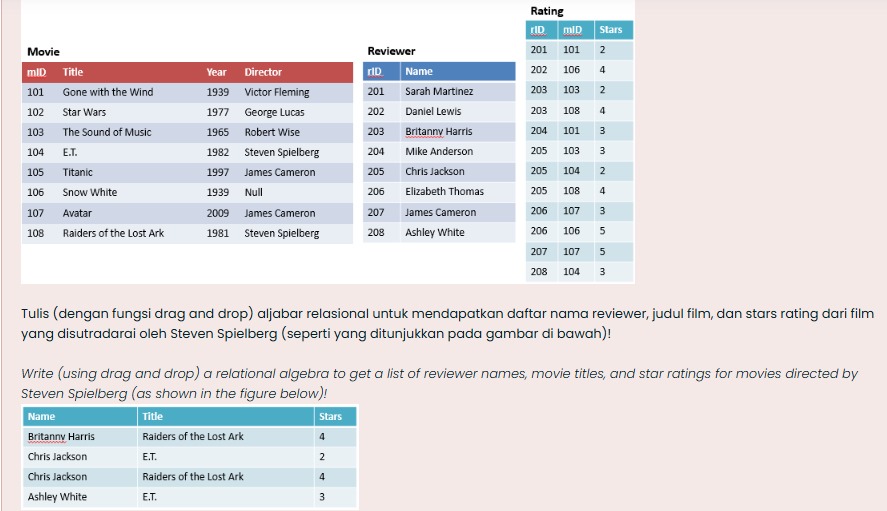 Rating
rID mID Stars
201 101 2
202 106 4
203 103 2
203 108 4
204 101 3
205 103 3
205 104 2
205 108 4
206 107 3
206 106 5
207 107 5
208 104 3
Movie
mID Title Year Director
101 Gone with the Wind 1939 Victor Fleming
102 Star Wars 1977 George Lucas
103 The Sound of Music 1965 Robert Wise
104 E.T. 1982 Steven Spielberg
105 Titanic 1997 James Cameron
106 Snow White 1939 Null
107 Avatar 2009 James Cameron
108 Raiders of the Lost Ark 1981 Steven Spielberg
Reviewer
rID Name
201 Sarah Martinez
202 Daniel Lewis
203 Britanny Harris
204 Mike Anderson
205 Chris Jackson
206 Elizabeth Thomas
207 James Cameron
208 Ashley White
Tulis (dengan fungsi drag and drop) aljabar relasional untuk mendapatkan daftar nama reviewer, judul film, dan stars rating dari film
yang disutradarai oleh Steven Spielberg (seperti yang ditunjukkan pada gambar di bawah)!
Write (using drag and drop) a relational algebra to get a list of reviewer names, movie titles, and star ratings for movies directed by
Steven Spielberg (as shown in the figure below)!
Name Title Stars
Britanny Harris Raiders of the Lost Ark 4
Chris Jackson E.T. 2
Chris Jackson Raiders of the Lost Ark 4
Ashley White E.T. 3